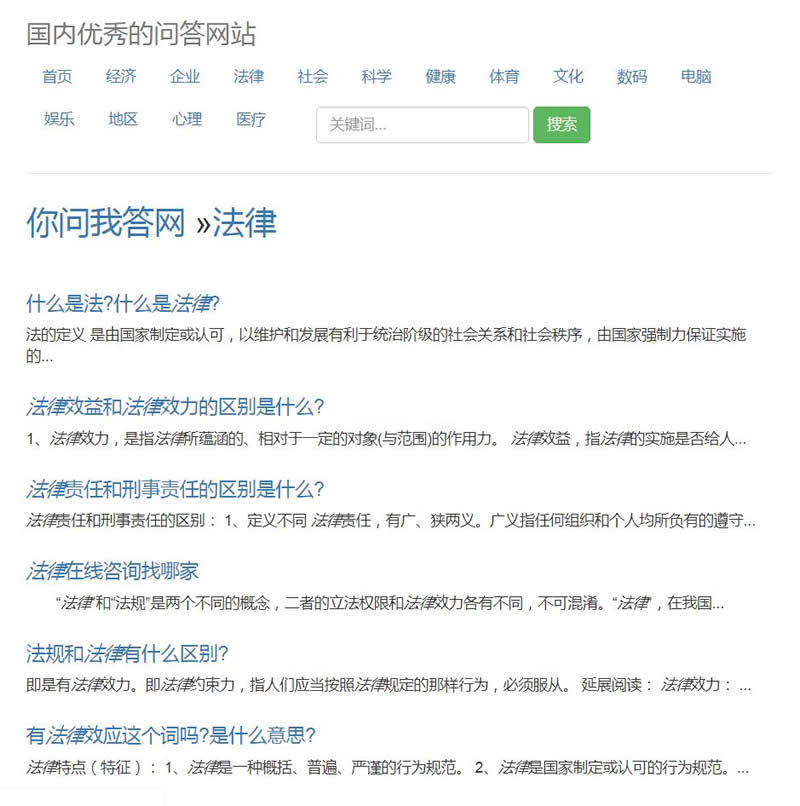 国内优秀的问答网站
首页 经济 企业 法律 社会 科学 健康 体育 文化 数码 电脑
娱乐 地区 心理 医疗 关键词... 搜索
你问我答网 »法律
什么是法?什么是法律?
法的定义 是由国家制定或认可，以维护和发展有利于统治阶级的社会关系和社会秩序，由国家强制力保证实施
的...
法律效益和法律效力的区别是什么?
1、法律效力，是指法律所蕴涵的、相对于一定的对象(与范围)的作用力。 法律效益，指法律的实施是否给人...
法律责任和刑事责任的区别是什么?
法律责任和刑事责任的区别： 1、定义不同 法律责任，有广、狭两义。广义指任何组织和个人均所负有的遵守...
法律在线咨询找哪家
“法律”和“法规”是两个不同的概念，二者的立法权限和法律效力各有不同，不可混淆。“法律”，在我国...
法规和法律有什么区别?
即是有法律效力。即法律约束力，指人们应当按照法律规定的那样行为，必须服从。 延展阅读： 法律效力： ...
有法律效应这个词吗?是什么意思?
法律特点（特征）： 1、法律是一种概括、普遍、严谨的行为规范。 2、法律是国家制定或认可的行为规范。...